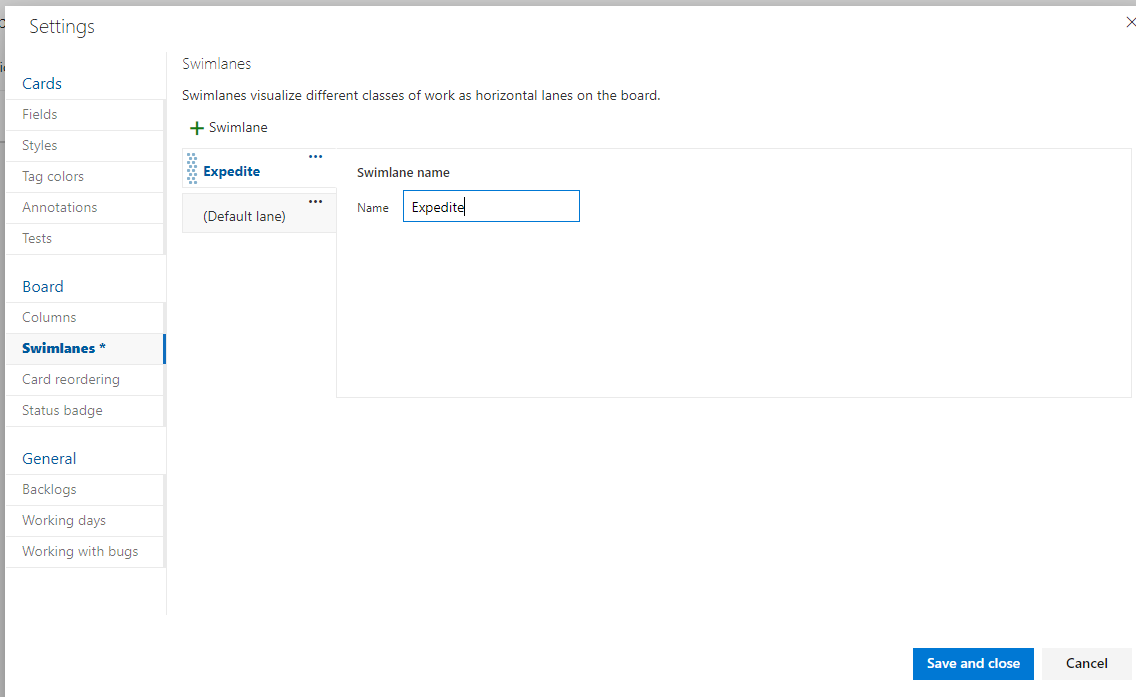 Settings
Cards
Fields
Styles
Tag colors
Annotations
Tests
Board
Columns
Swimlanes *
Card reordering
Status badge
General
Backlogs
Working days
Working with bugs
Swimlanes
Swimlanes visualize different classes of work as horizontal lanes on the board.
+ Swimlane
Expedite
(Default lane)
Swimlane name
Name Expedite
Save and close Cancel